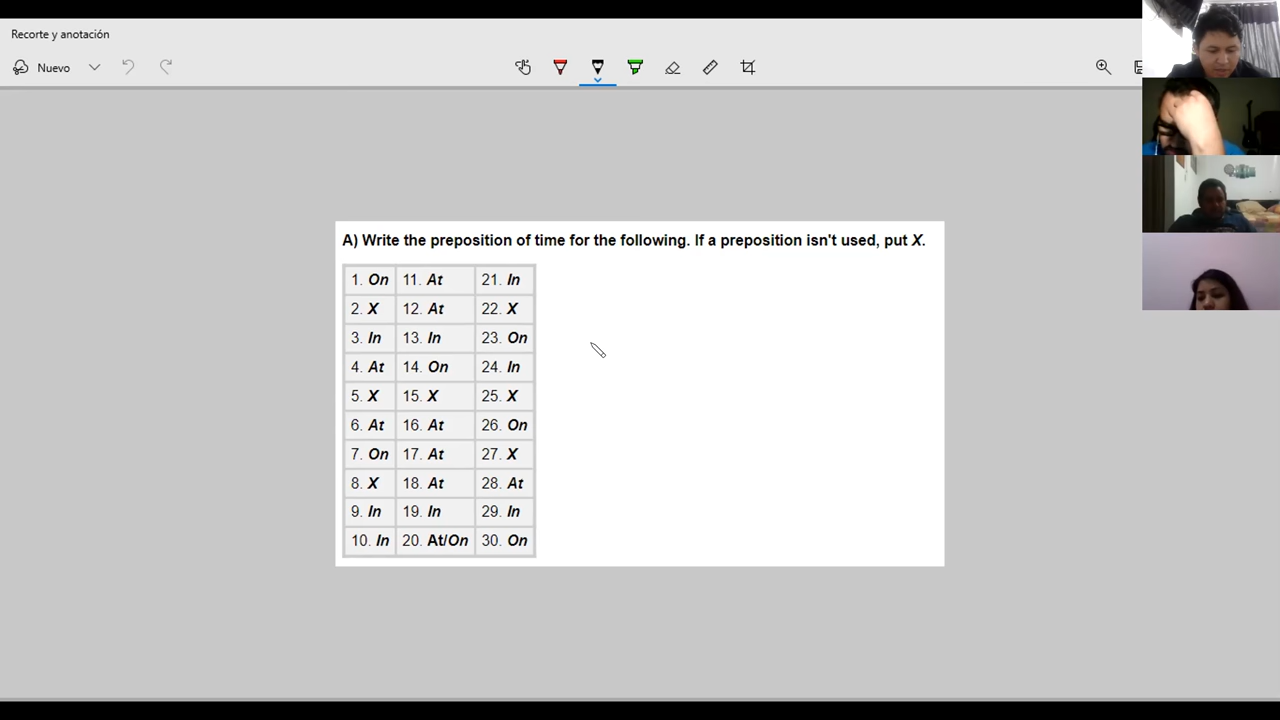 Recorte y anotación
Nuevo
A) Write the preposition of time for the following. If a preposition isn't used, put X.
1. On 11. At 21. In
2. X 12. At 22. X
3. In 13. In 23. On
4. At 14. On 24. In
5. X 15. X 25. X
6. At 16. At 26. On
7. On 17. At 27. X
8. X 18. At 28. At
9. In 19. In 29. In
10. In 20. At/On 30. On